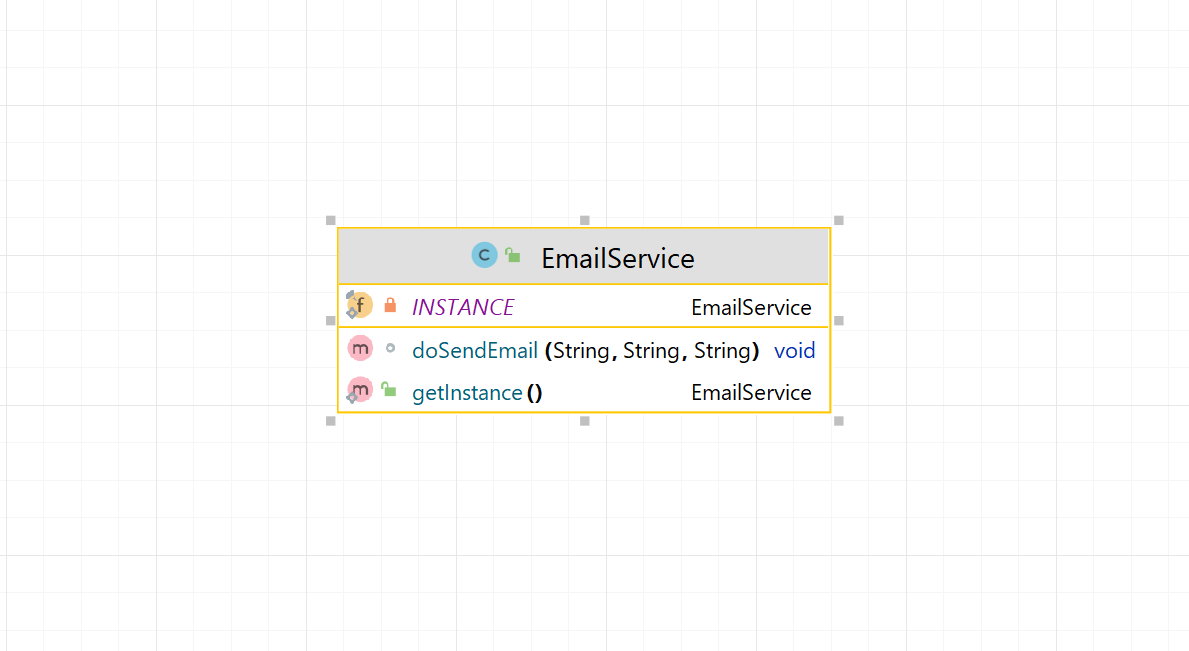 C EmailService
f INSTANCE EmailService
m doSendEmail (String, String, String) void
m getInstance () EmailService